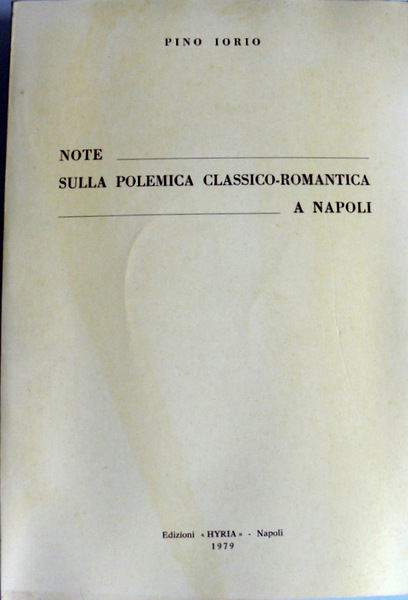 PINO IORIO
NOTE
SULLA POLEMICA CLASSICO-ROMANTICA
A NAPOLI
Edizioni « HYRIA » - Napoli
1979